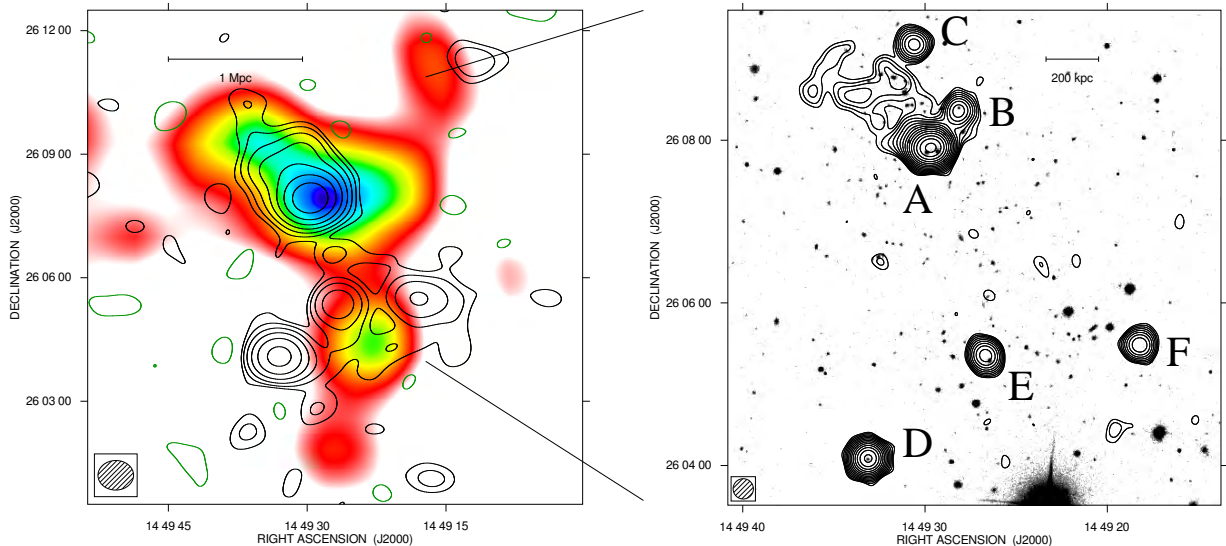 26 12 00
1 Mpc
26 09 00
DECLINATION (J2000)
26 06 00
26 03 00
14 49 45
14 49 30
14 49 15
RIGHT ASCENSION (J2000)
C
200 kpc
B
26 08 00
A
DECLINATION (J2000)
26 06 00
F
E
D
26 04 00
14 49 40
14 49 30
14 49 20
RIGHT ASCENSION (J2000)